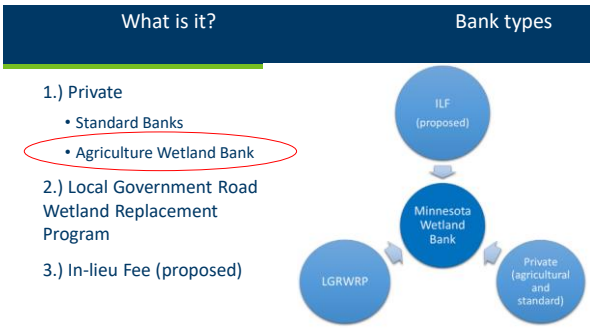 What is it?
Bank types
1.) Private
• Standard Banks
• Agriculture Wetland Bank
2.) Local Government Road
Wetland Replacement
Program
3.) In-lieu Fee (proposed)
ILF
(proposed)
Minnesota
Wetland
Bank
LGRWRP
Private
(agricultural
and
standard)